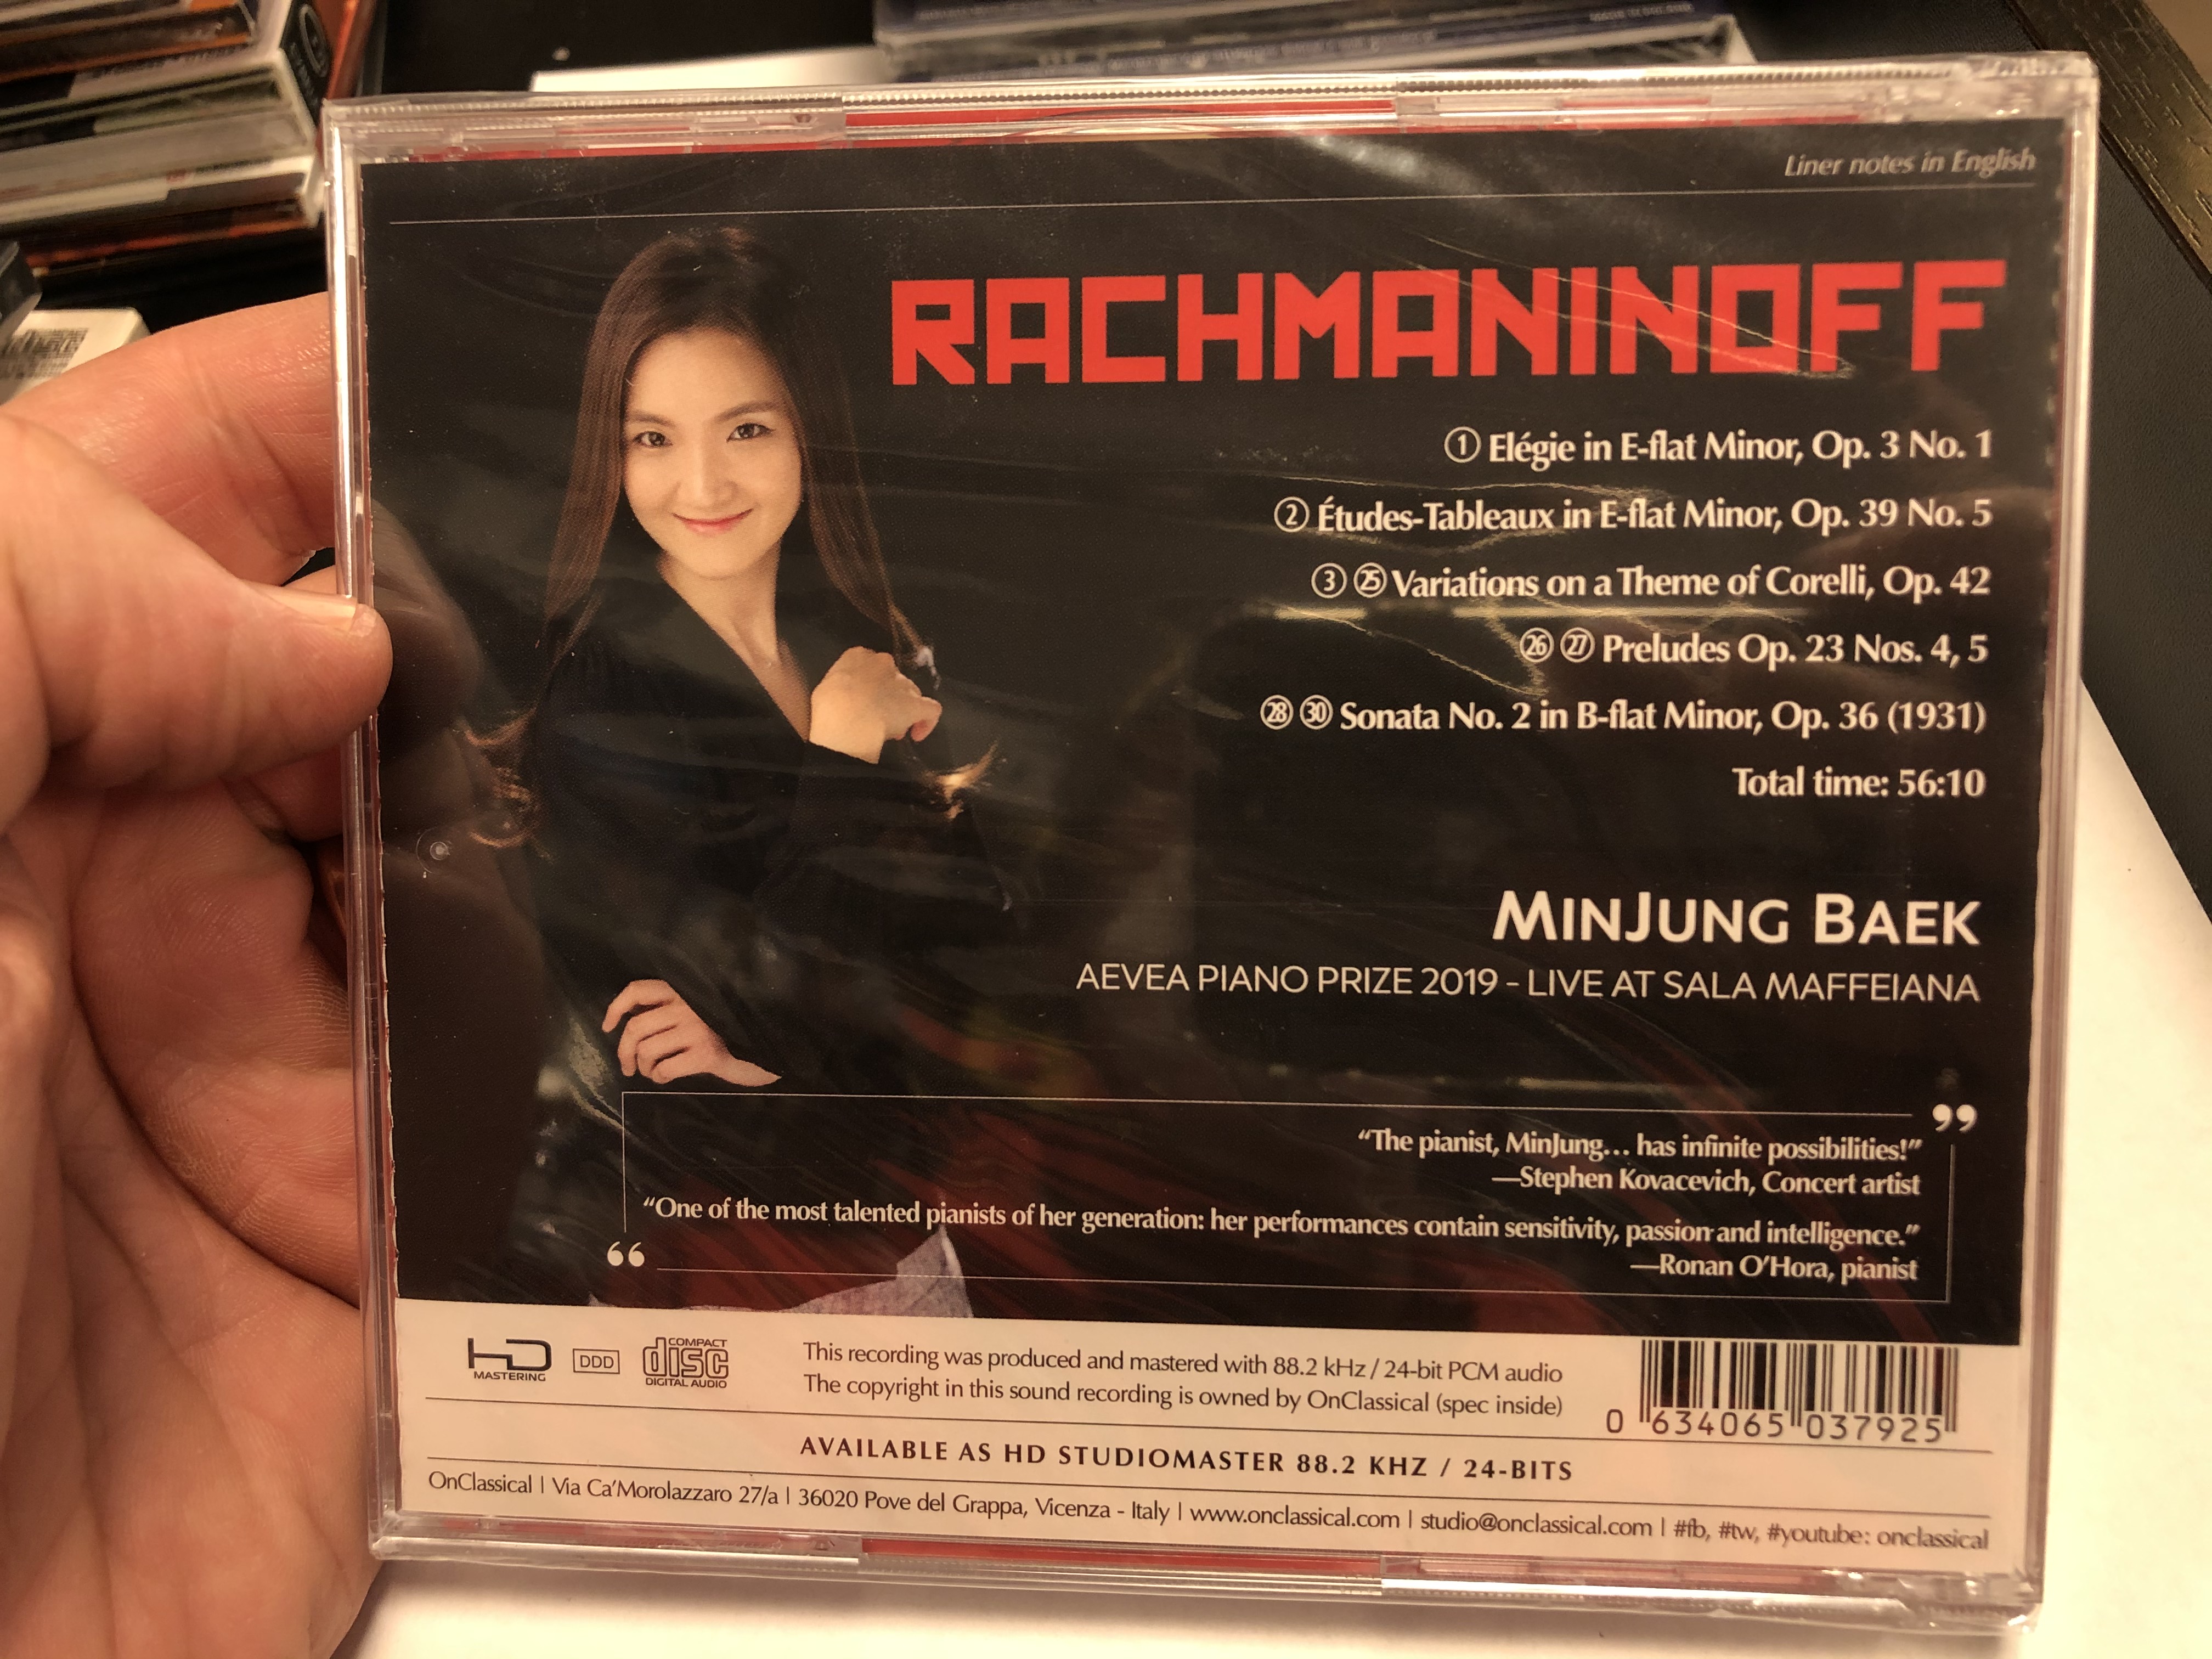 Liner notes in English
RACHMANINOFF
① Elégie in E-flat Minor, Op. 3 No. 1
② Études-Tableaux in E-flat Minor, Op. 39 No. 5
③ ㉕ Variations on a Theme of Corelli, Op. 42
㉖ ㉗ Preludes Op. 23 Nos. 4, 5
㉘ ㉚ Sonata No. 2 in B-flat Minor, Op. 36 (1931)
Total time: 56:10
MINJUNG BAEK
AEVEA PIANO PRIZE 2019 - LIVE AT SALA MAFFEIANA
”
“The pianist, MinJung... has infinite possibilities!”
—Stephen Kovacevich, Concert artist
“One of the most talented pianists of her generation: her performances contain sensitivity, passion and intelligence.”
—Ronan O’Hora, pianist
“
HD MASTERING
DDD
COMPACT disc DIGITAL AUDIO
This recording was produced and mastered with 88.2 kHz / 24-bit PCM audio
The copyright in this sound recording is owned by OnClassical (spec inside)
0 634065 037925
AVAILABLE AS HD STUDIOMASTER 88.2 KHZ / 24-BITS
OnClassical | Via Ca’Morolazzaro 27/a | 36020 Pove del Grappa, Vicenza - Italy | www.onclassical.com | studio@onclassical.com | #fb, #tw, #youtube: onclassical